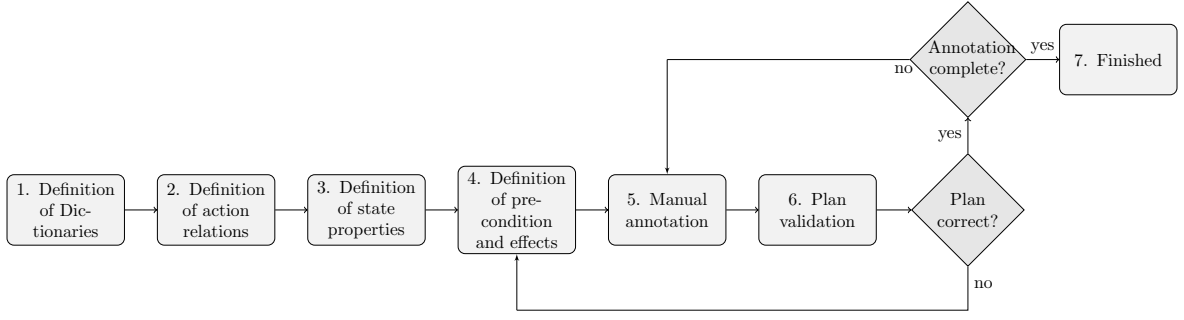 Annotation
complete?
yes
7. Finished
no
yes
1. Definition
of Dic-
tionaries
2. Definition
of action
relations
3. Definition
of state
properties
4. Definition
of pre-
condition
and effects
5. Manual
annotation
6. Plan
validation
Plan
correct?
no